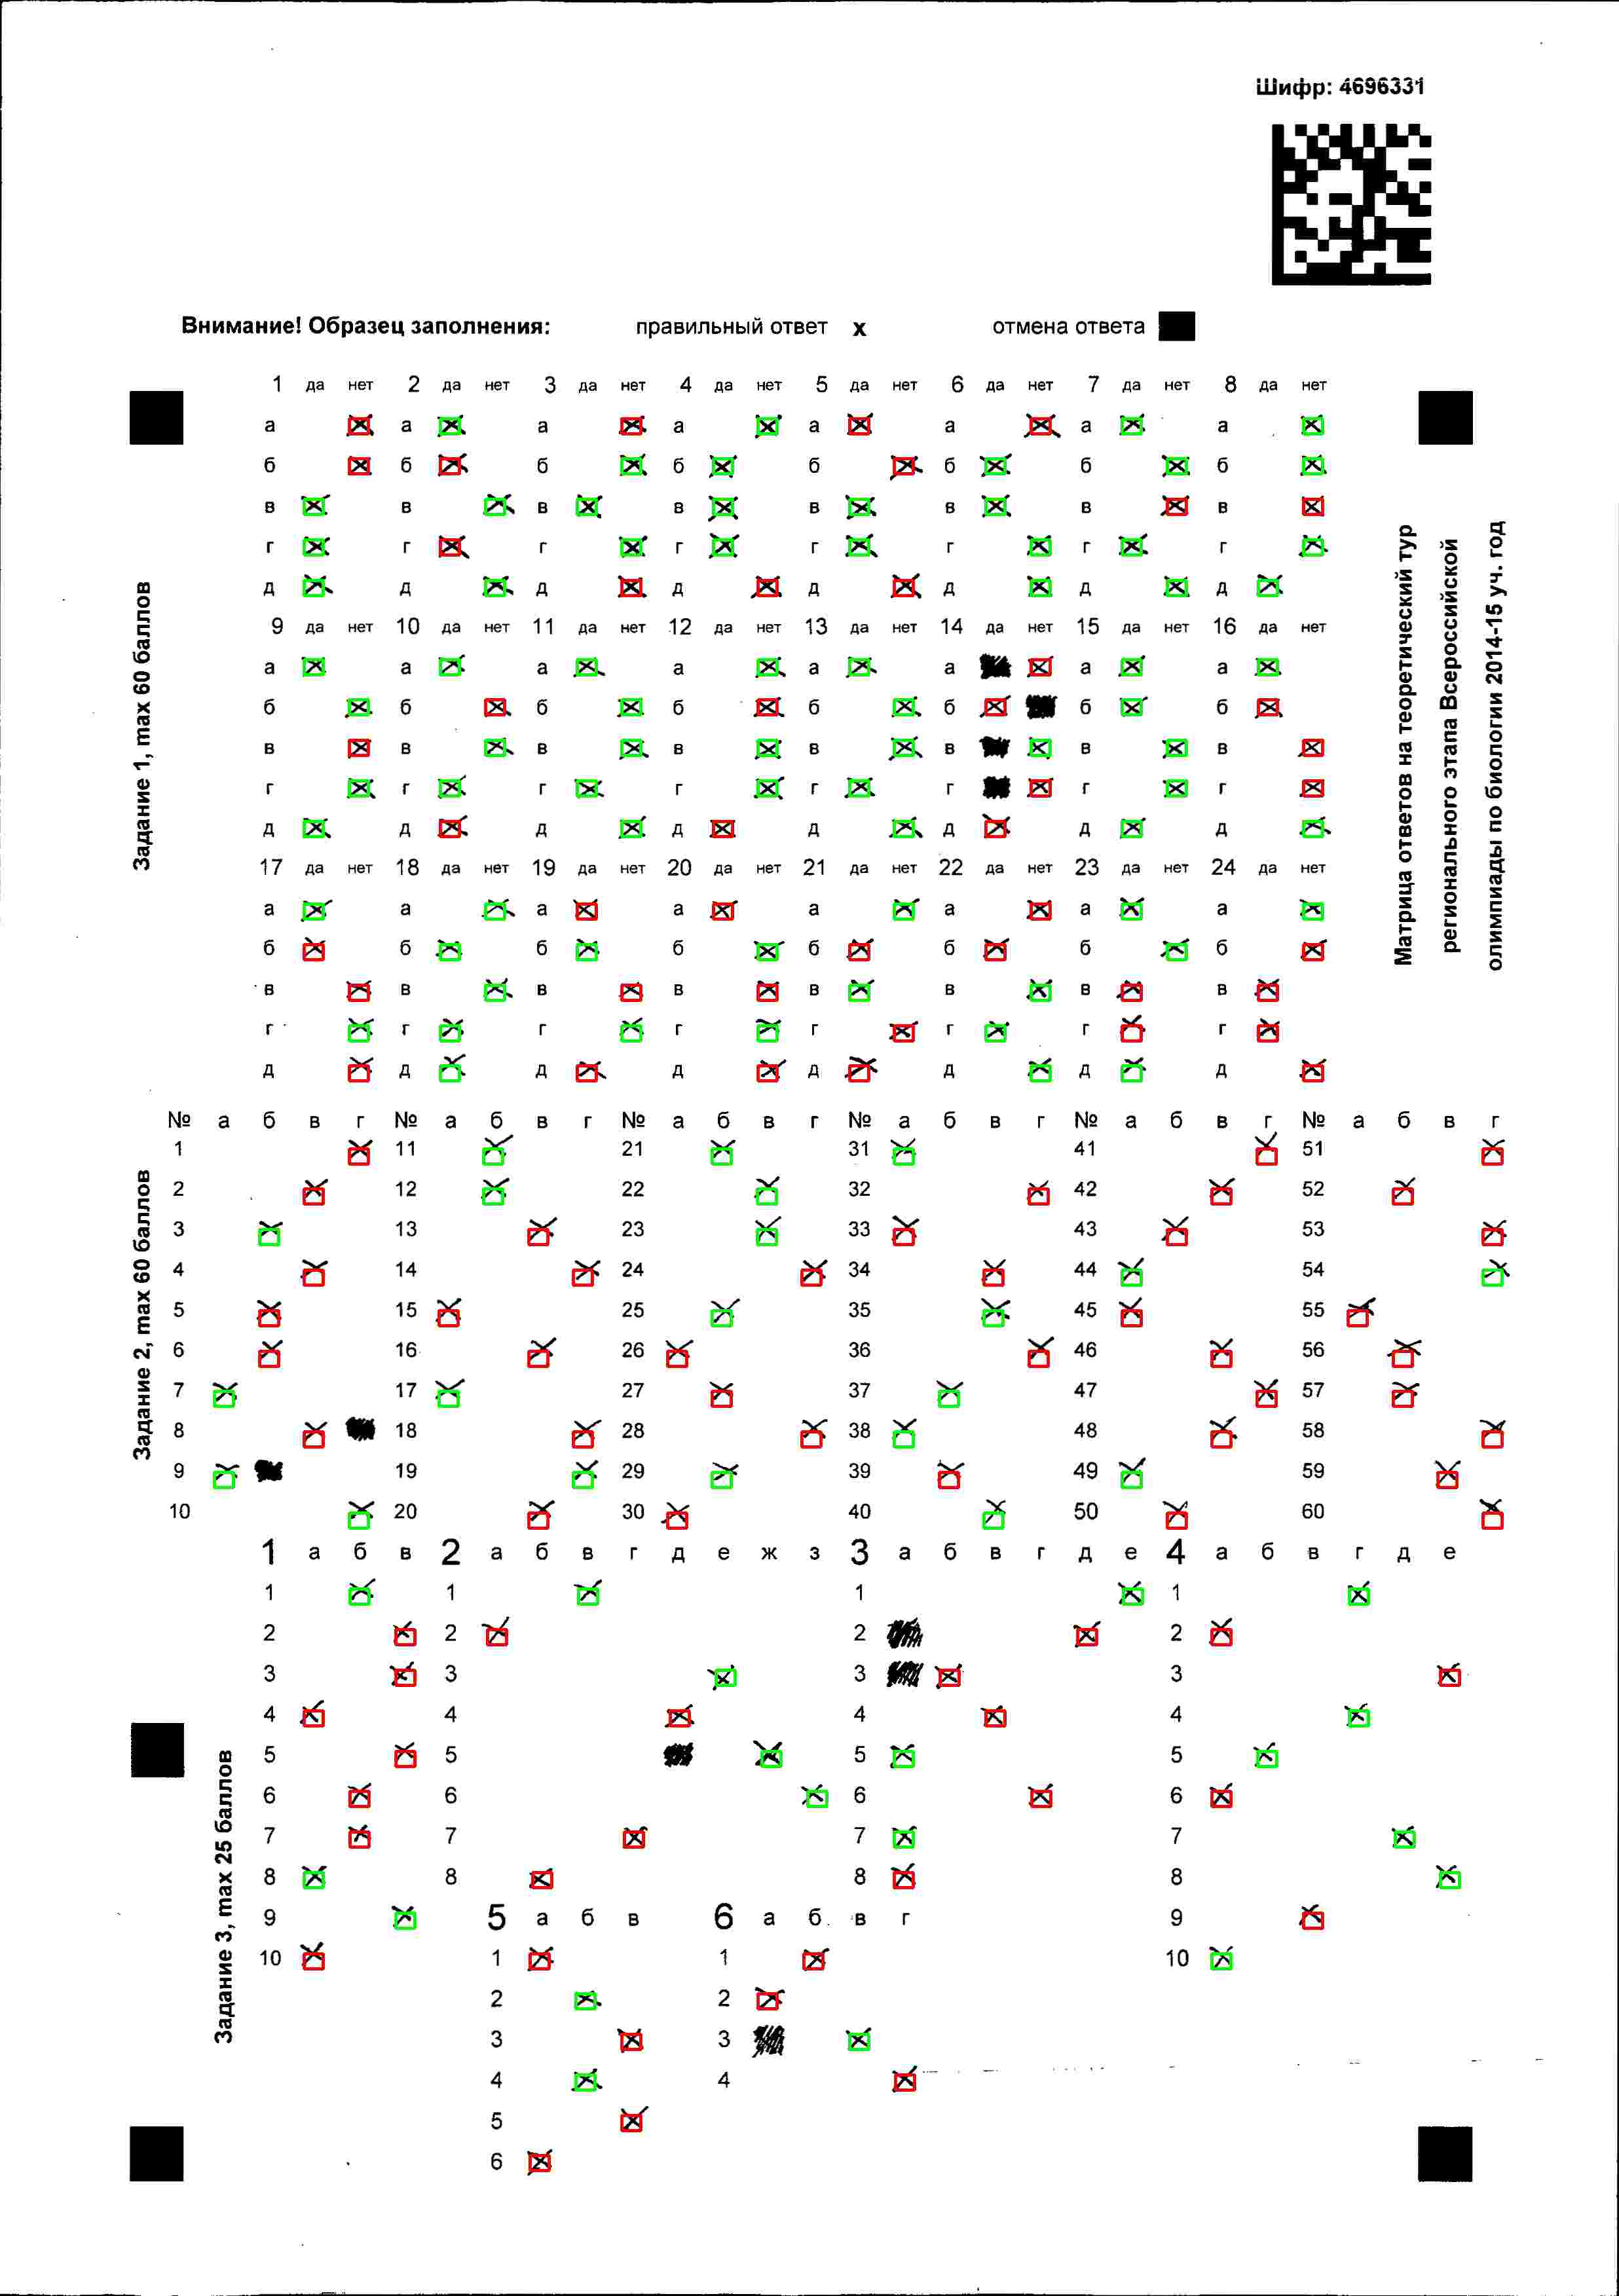 Шифр: 4696331
Внимание! Образец заполнения: правильный ответ x отмена ответа
1 да нет 2 да нет 3 да нет 4 да нет 5 да нет 6 да нет 7 да нет 8 да нет
а а а а а а а а
б б б б б б б б
в в в в в в в в
г г г г г г г г
д д д д д д д д
9 да нет 10 да нет 11 да нет 12 да нет 13 да нет 14 да нет 15 да нет 16 да нет
а а а а а а а а
б б б б б б б б
в в в в в в в в
г г г г г г г г
д д д д д д д д
17 да нет 18 да нет 19 да нет 20 да нет 21 да нет 22 да нет 23 да нет 24 да нет
а а а а а а а а
б б б б б б б б
в в в в в в в в
г г г г г г г г
д д д д д д д д
Задание 1, max 60 баллов
Матрица ответов на теоретический тур
регионального этапа Всероссийской
олимпиады по биологии 2014-15 уч. год
№ а б в г № а б в г № а б в г № а б в г № а б в г № а б в г
1 11 21 31 41 51
2 12 22 32 42 52
3 13 23 33 43 53
4 14 24 34 44 54
5 15 25 35 45 55
6 16 26 36 46 56
7 17 27 37 47 57
8 18 28 38 48 58
9 19 29 39 49 59
10 20 30 40 50 60
Задание 2, max 60 баллов
1 а б в 2 а б в г д е ж з 3 а б в г д е 4 а б в г д е
1 1 1 1
2 2 2 2
3 3 3 3
4 4 4 4
5 5 5 5
6 6 6 6
7 7 7 7
8 8 8 8
9 5 а б в 6 а б в г 9
10 1 1 10
2 2
3 3
4 4
5
6
Задание 3, max 25 баллов